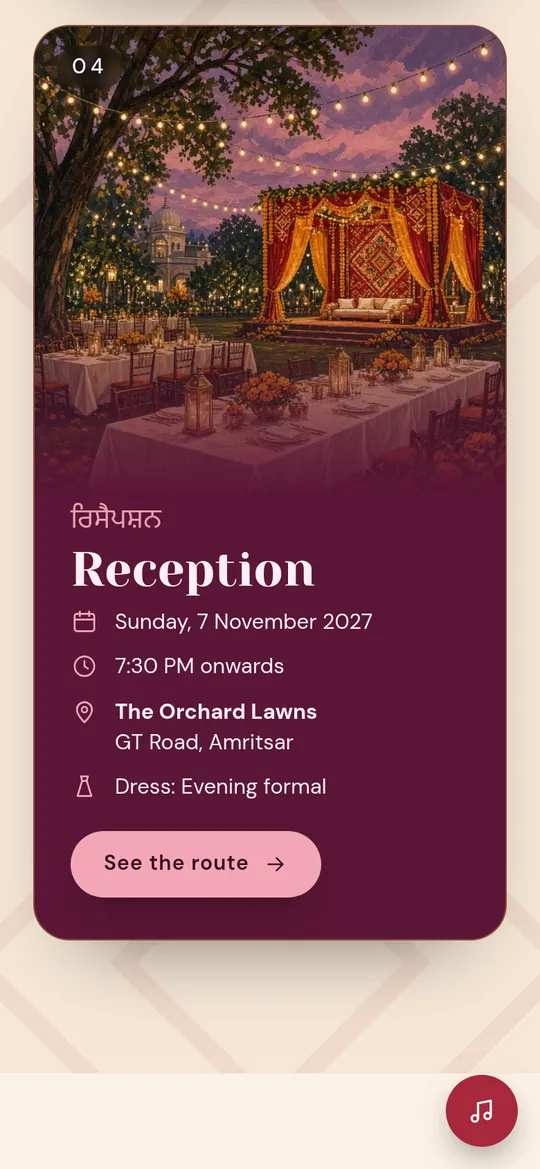 04
ਰਿਸੈਪਸ਼ਨ
Reception
Sunday, 7 November 2027
7:30 PM onwards
The Orchard Lawns
GT Road, Amritsar
Dress: Evening formal
See the route →